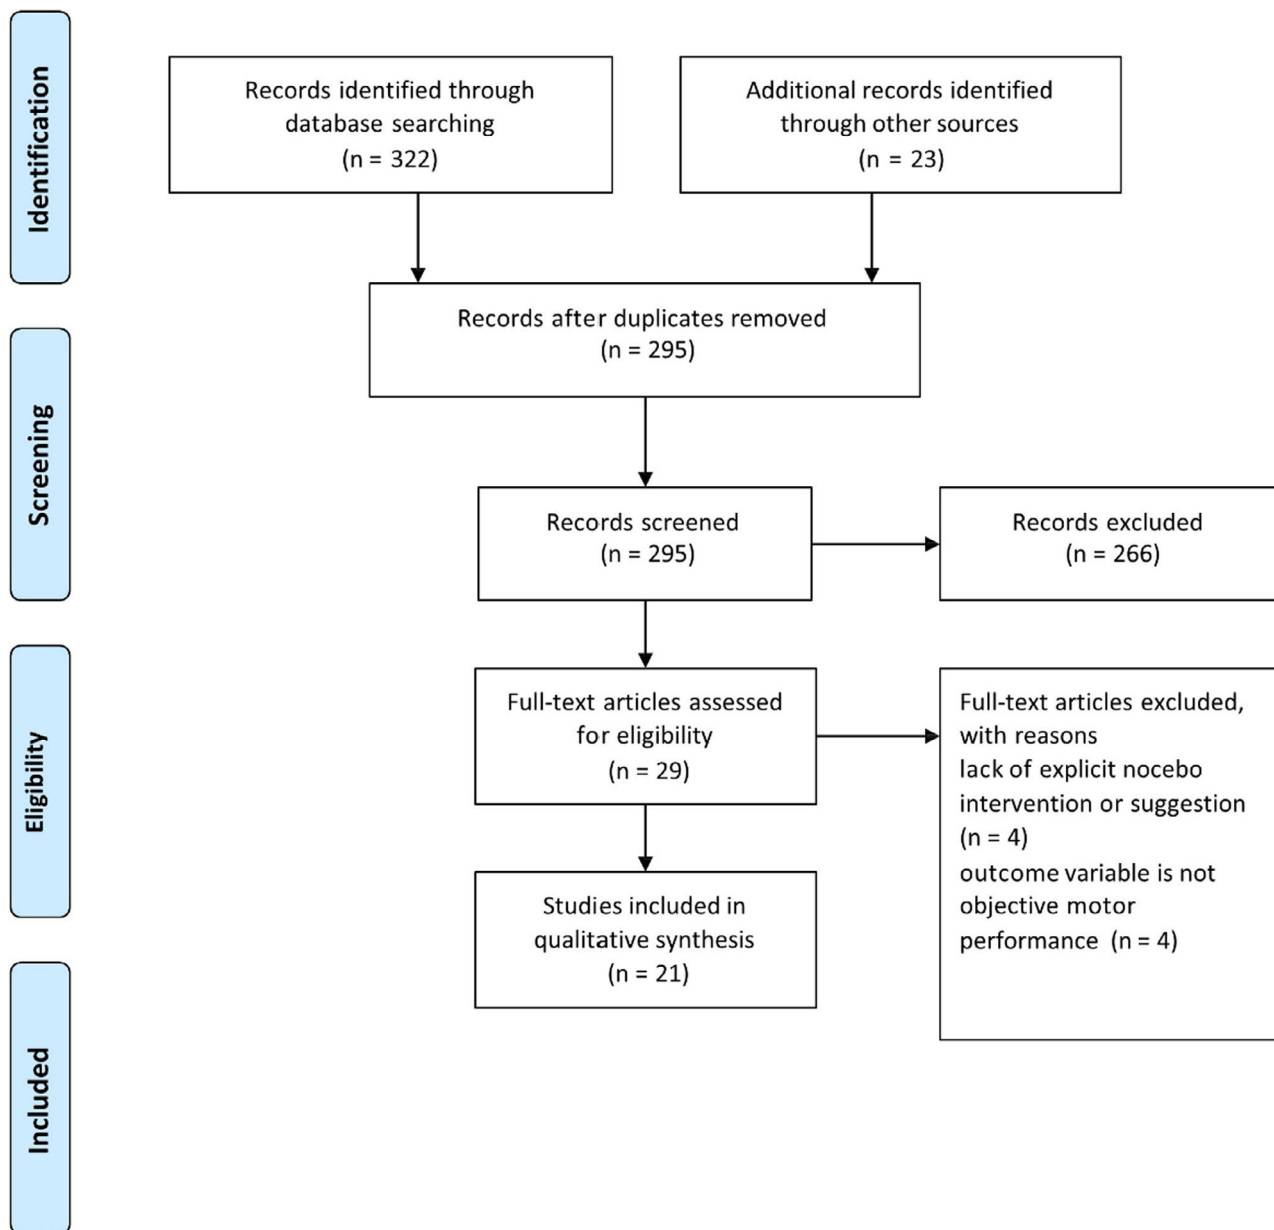 Identification
Records identified through
database searching
(n = 322)
Additional records identified
through other sources
(n = 23)
Records after duplicates removed
(n = 295)
Screening
Records screened
(n = 295)
Records excluded
(n = 266)
Eligibility
Full-text articles assessed
for eligibility
(n = 29)
Full-text articles excluded,
with reasons
lack of explicit nocebo
intervention or suggestion
(n = 4)
outcome variable is not
objective motor
performance (n = 4)
Studies included in
qualitative synthesis
(n = 21)
Included